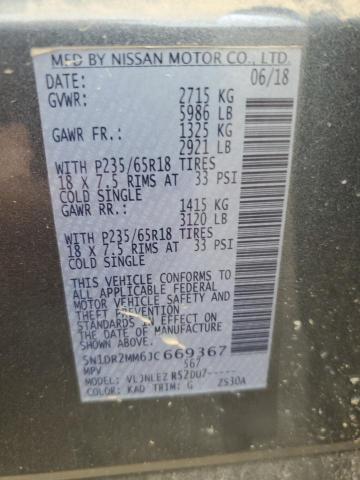 MFD BY NISSAN MOTOR CO., LTD.
DATE: 06/18
GVWR: 2715 KG
5986 LB
GAWR FR.: 1325 KG
2921 LB
WITH P235/65R18 TIRES
18 X 7.5 RIMS AT 33 PSI
COLD SINGLE
GAWR RR.: 1415 KG
3120 LB
WITH P235/65R18 TIRES
18 X 7.5 RIMS AT 33 PSI
COLD SINGLE
THIS VEHICLE CONFORMS TO
ALL APPLICABLE FEDERAL
MOTOR VEHICLE SAFETY
AND THEFT PREVENTION
STANDARDS IN EFFECT ON
THE DATE OF MANUFACTURE
SHOWN ABOVE.
5N1DR2MM6JC669367
MPV 567
MODEL: VLJNLEZ R52DU7-----
COLOR: KAD TRIM: G ZS30A